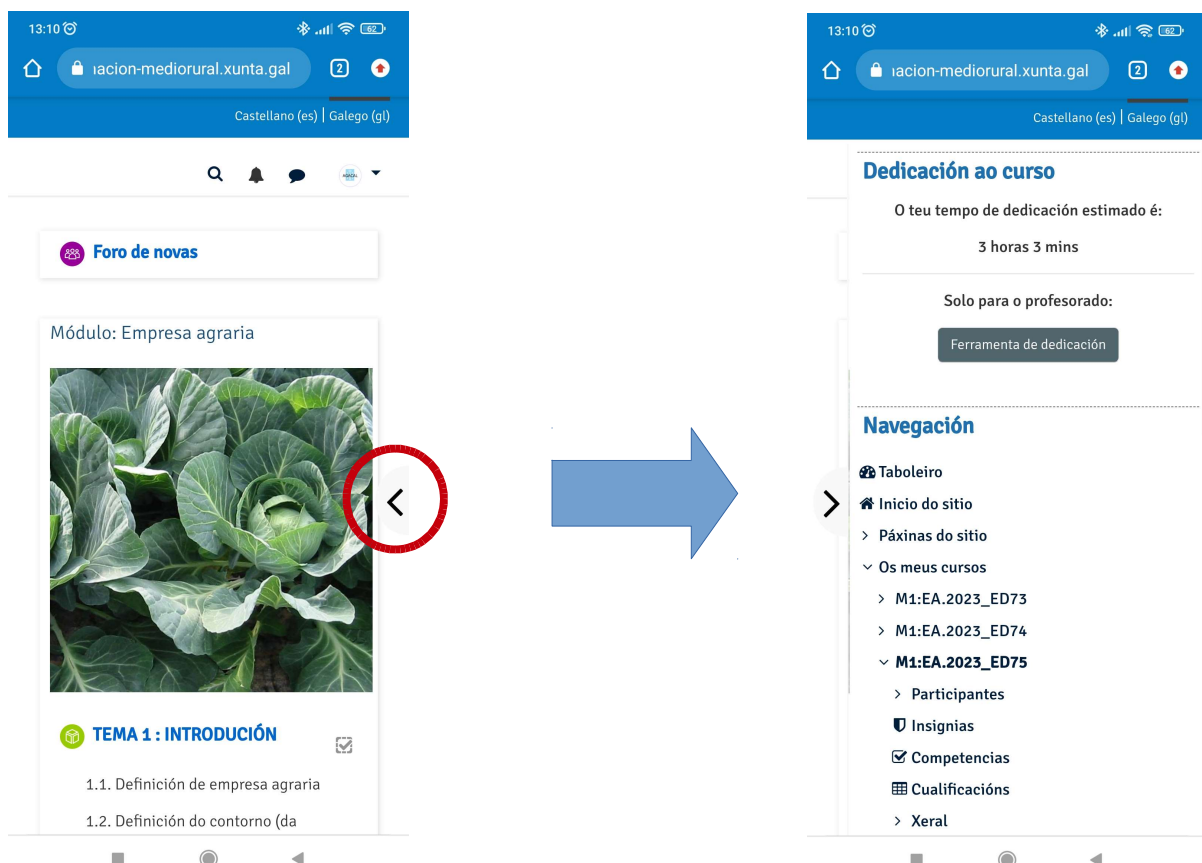 13:10
62
nacion-mediorural.xunta.gal
2
Castellano (es) | Galego (gl)
Foro de novas
Módulo: Empresa agraria
TEMA 1 : INTRODUCIÓN
1.1. Definición de empresa agraria
1.2. Definición do contorno (da
13:10
62
nacion-mediorural.xunta.gal
2
Castellano (es) | Galego (gl)
Dedicación ao curso
O teu tempo de dedicación estimado é:
3 horas 3 mins
Solo para o profesorado:
Ferramenta de dedicación
Navegación
Taboleiro
Inicio do sitio
Páxinas do sitio
Os meus cursos
M1:EA.2023_ED73
M1:EA.2023_ED74
M1:EA.2023_ED75
Participantes
Insignias
Competencias
Cualificacións
Xeral